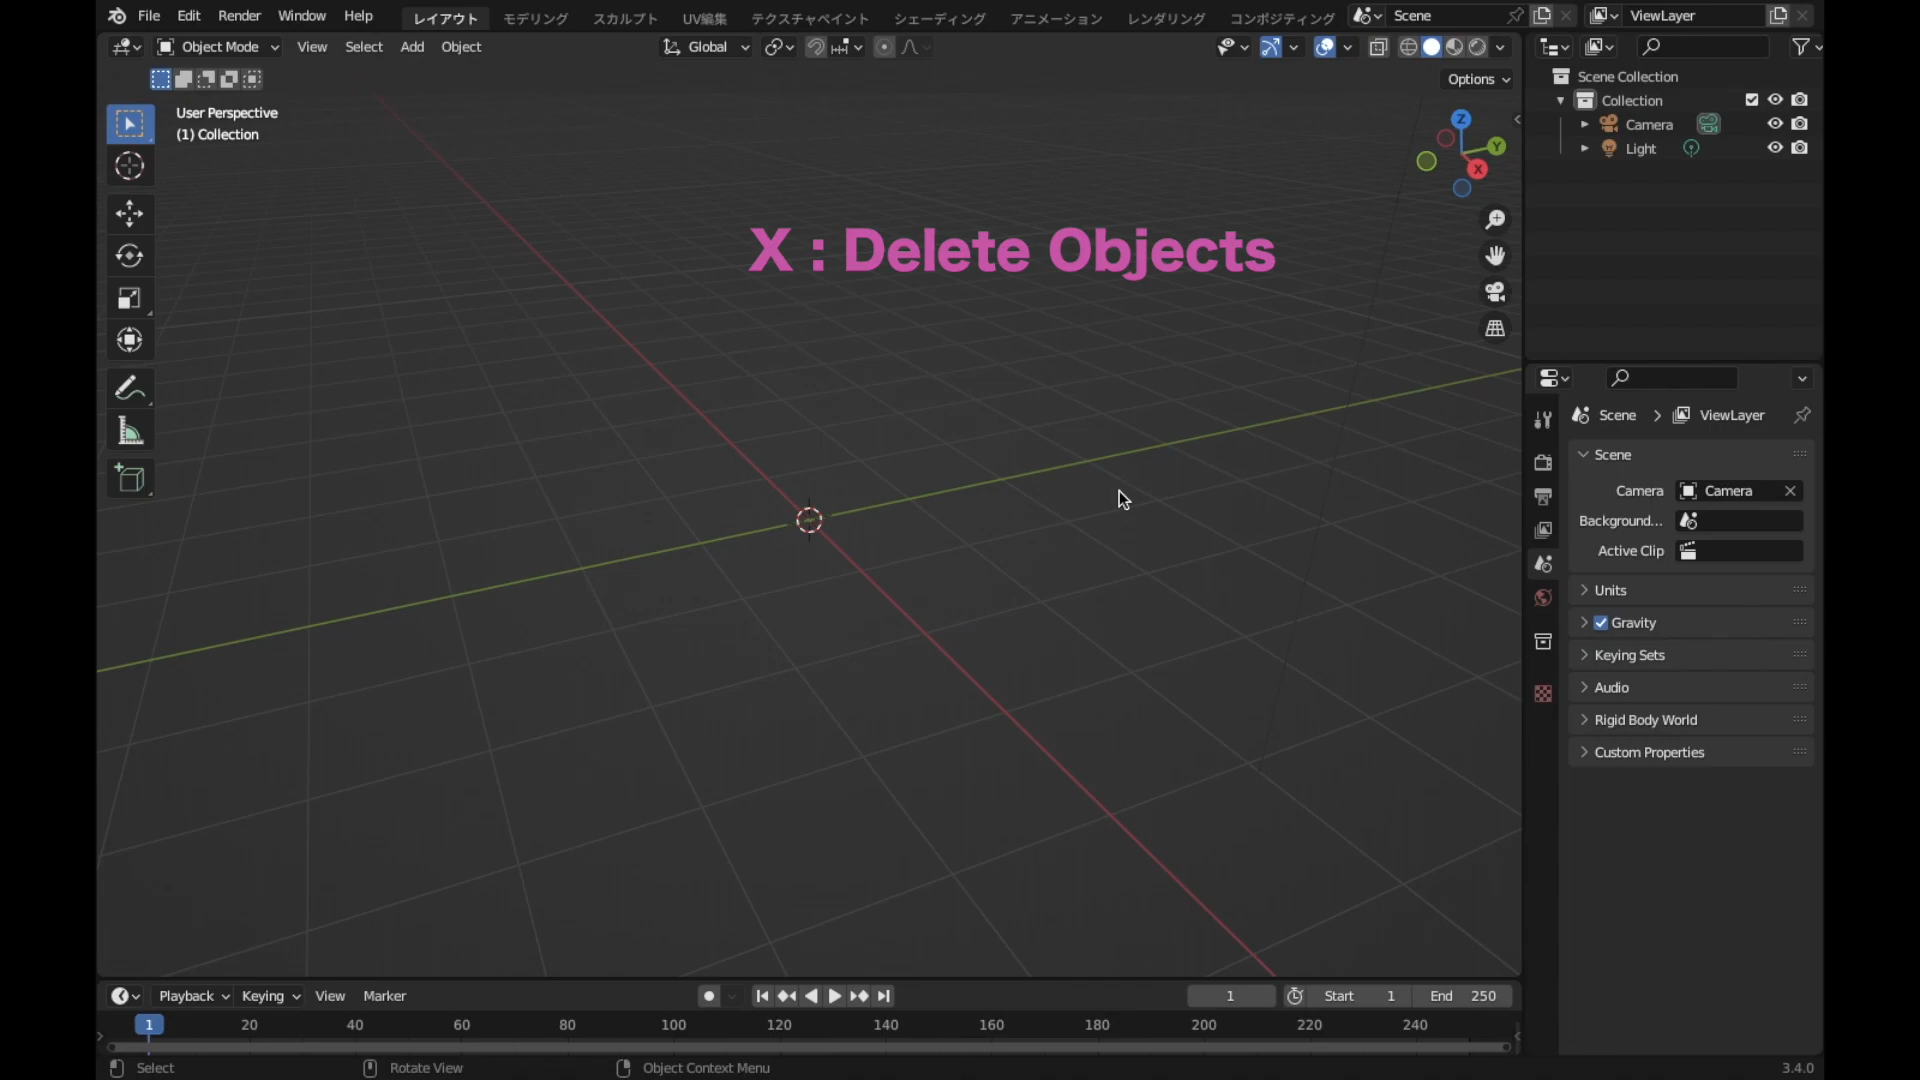 File Edit Render Window Help レイアウト モデリング スカルプト UV編集 テクスチャペイント シェーディング アニメーション レンダリング コンポジティング Scene ViewLayer
Object Mode View Select Add Object Global
Options
User Perspective
(1) Collection
Z
Y
X
X : Delete Objects
Scene Collection
Collection
Camera
Light
Scene ViewLayer
Scene
Camera Camera
Background...
Active Clip
Units
Gravity
Keying Sets
Audio
Rigid Body World
Custom Properties
Playback Keying View Marker 1 Start 1 End 250
1 20 40 60 80 100 120 140 160 180 200 220 240
Select Rotate View Object Context Menu 3.4.0